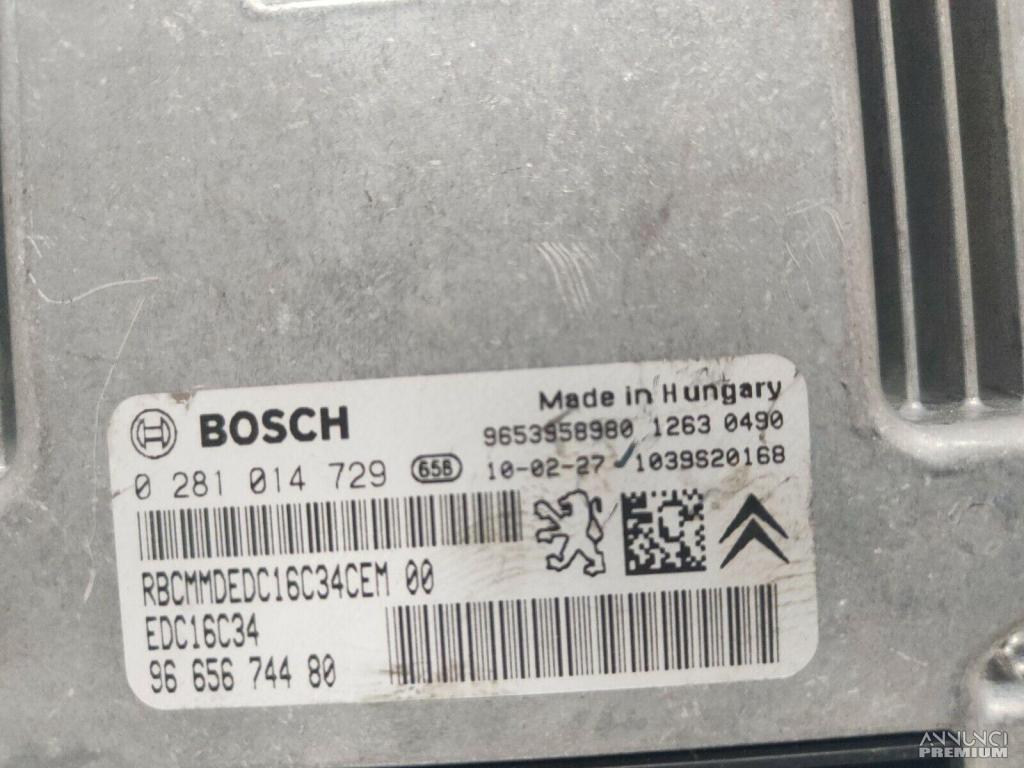 Made in Hungary
BOSCH
9653958980 1263 0490
0 281 014 729 658 10-02-27 1039S20168
RBCMMDEDC16C34CEM 00
EDC16C34
96 656 744 80
ANNUNCI
PREMIUM